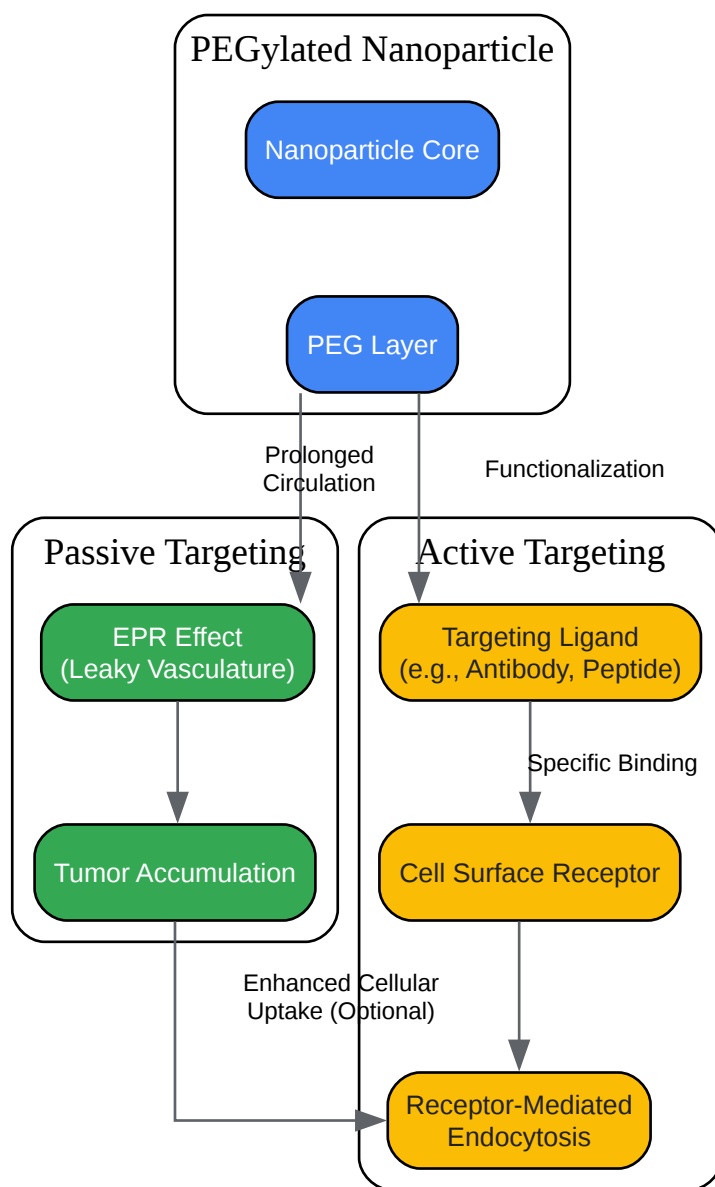 PEGylated Nanoparticle
Nanoparticle Core
PEG Layer
Prolonged
Circulation
Functionalization
Passive Targeting
Active Targeting
EPR Effect
(Leaky Vasculature)
Targeting Ligand
(e.g., Antibody, Peptide)
Specific Binding
Tumor Accumulation
Cell Surface Receptor
Enhanced Cellular
Uptake (Optional)
Receptor-Mediated
Endocytosis